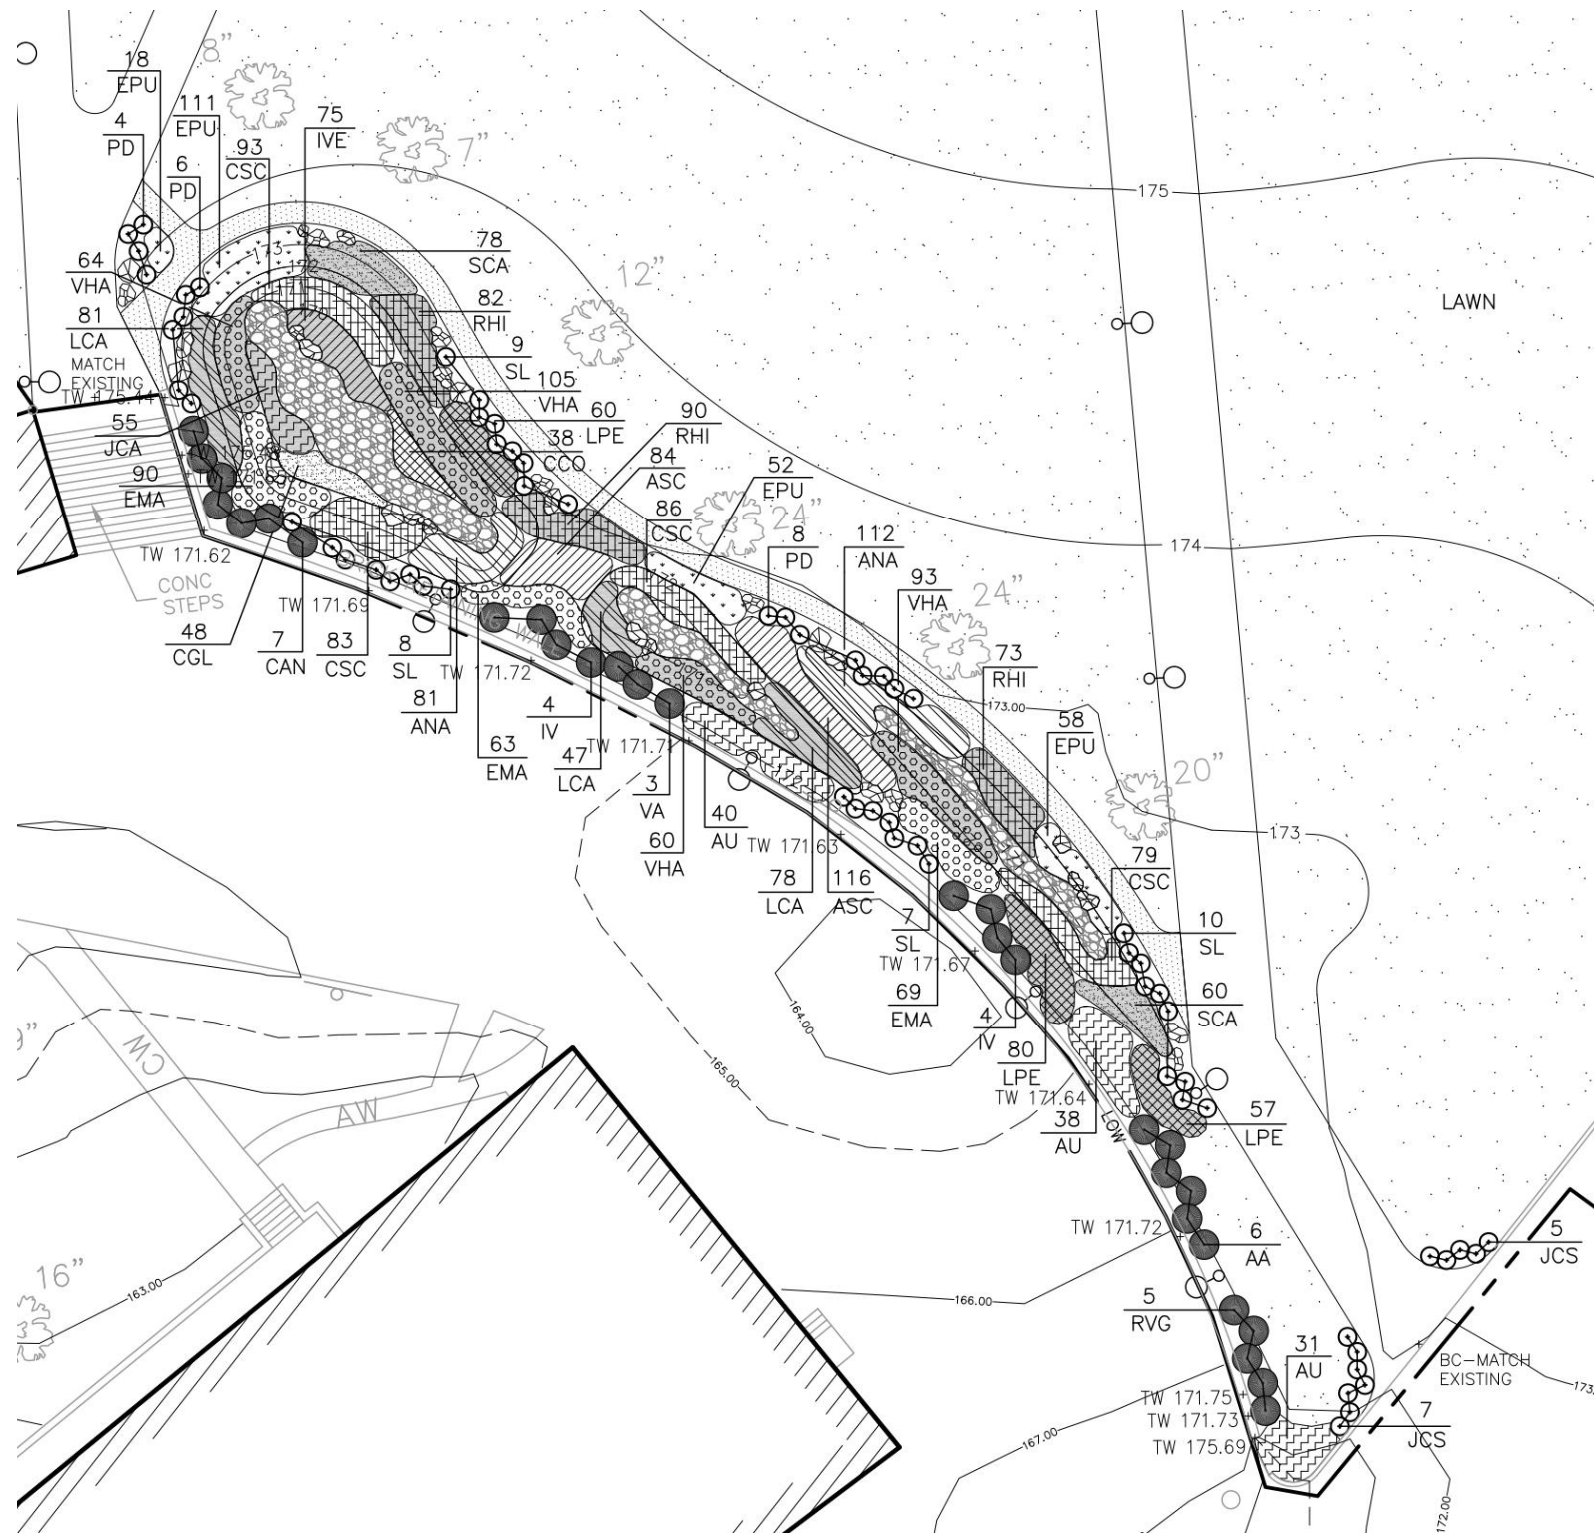 8”
18
EPU
111
EPU
75
IVE
4
PD
93
CSC
7”
6
PD
175
173
172
78
SCA
64
VHA
12”
82
RHI
81
LCA
LAWN
9
SL
MATCH
EXISTING
TW 175.44
105
VHA
60
LPE
90
RHI
55
JCA
38
CCO
84
ASC
52
EPU
90
EMA
86
CSC
24”
8
PD
112
ANA
174
TW 171.62
CONC
STEPS
93
VHA
24”
TW 171.69
48
CGL
7
CAN
83
CSC
8
SL
TW 171.72
73
RHI
81
ANA
4
IV
173.00
58
EPU
63
EMA
47
LCA
3
VA
20”
40
AU
TW 171.63
173
60
VHA
79
CSC
78
LCA
116
ASC
7
SL
10
SL
TW 171.67
69
EMA
60
SCA
164.00
4
IV
9”
CW
80
LPE
165.00
TW 171.64
AW
38
AU
LOW
57
LPE
TW 171.72
6
AA
5
JCS
16”
163.00
166.00
5
RVG
31
AU
BC–MATCH
EXISTING
173.
TW 171.75
TW 171.73
7
JCS
167.00
TW 175.69
172.00